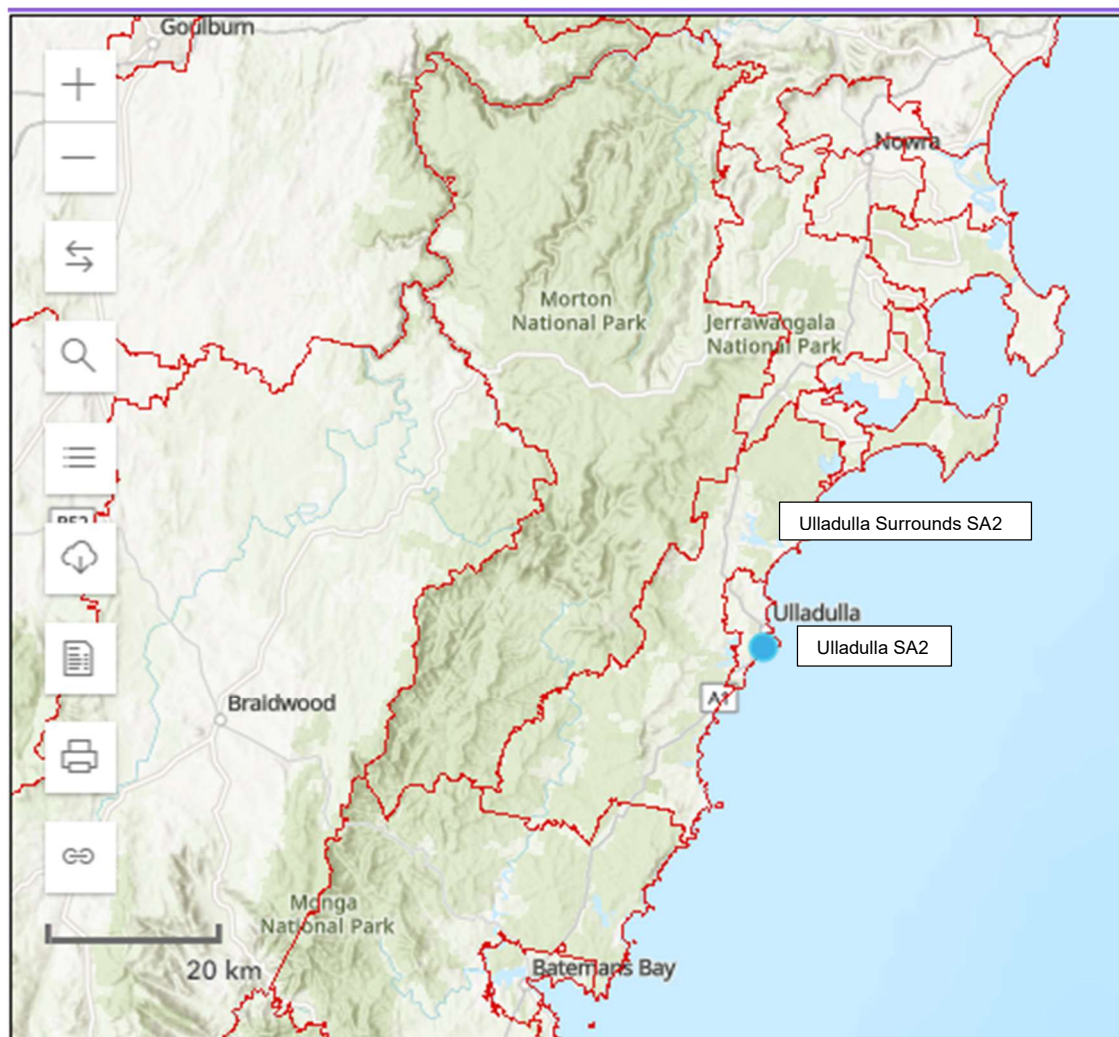 Goulburn
Nowra
Morton
National Park
Jerrawangala
National Park
Ulladulla Surrounds SA2
Ulladulla
Ulladulla SA2
A1
Braidwood
Monga
National Park
20 km
Batemans Bay